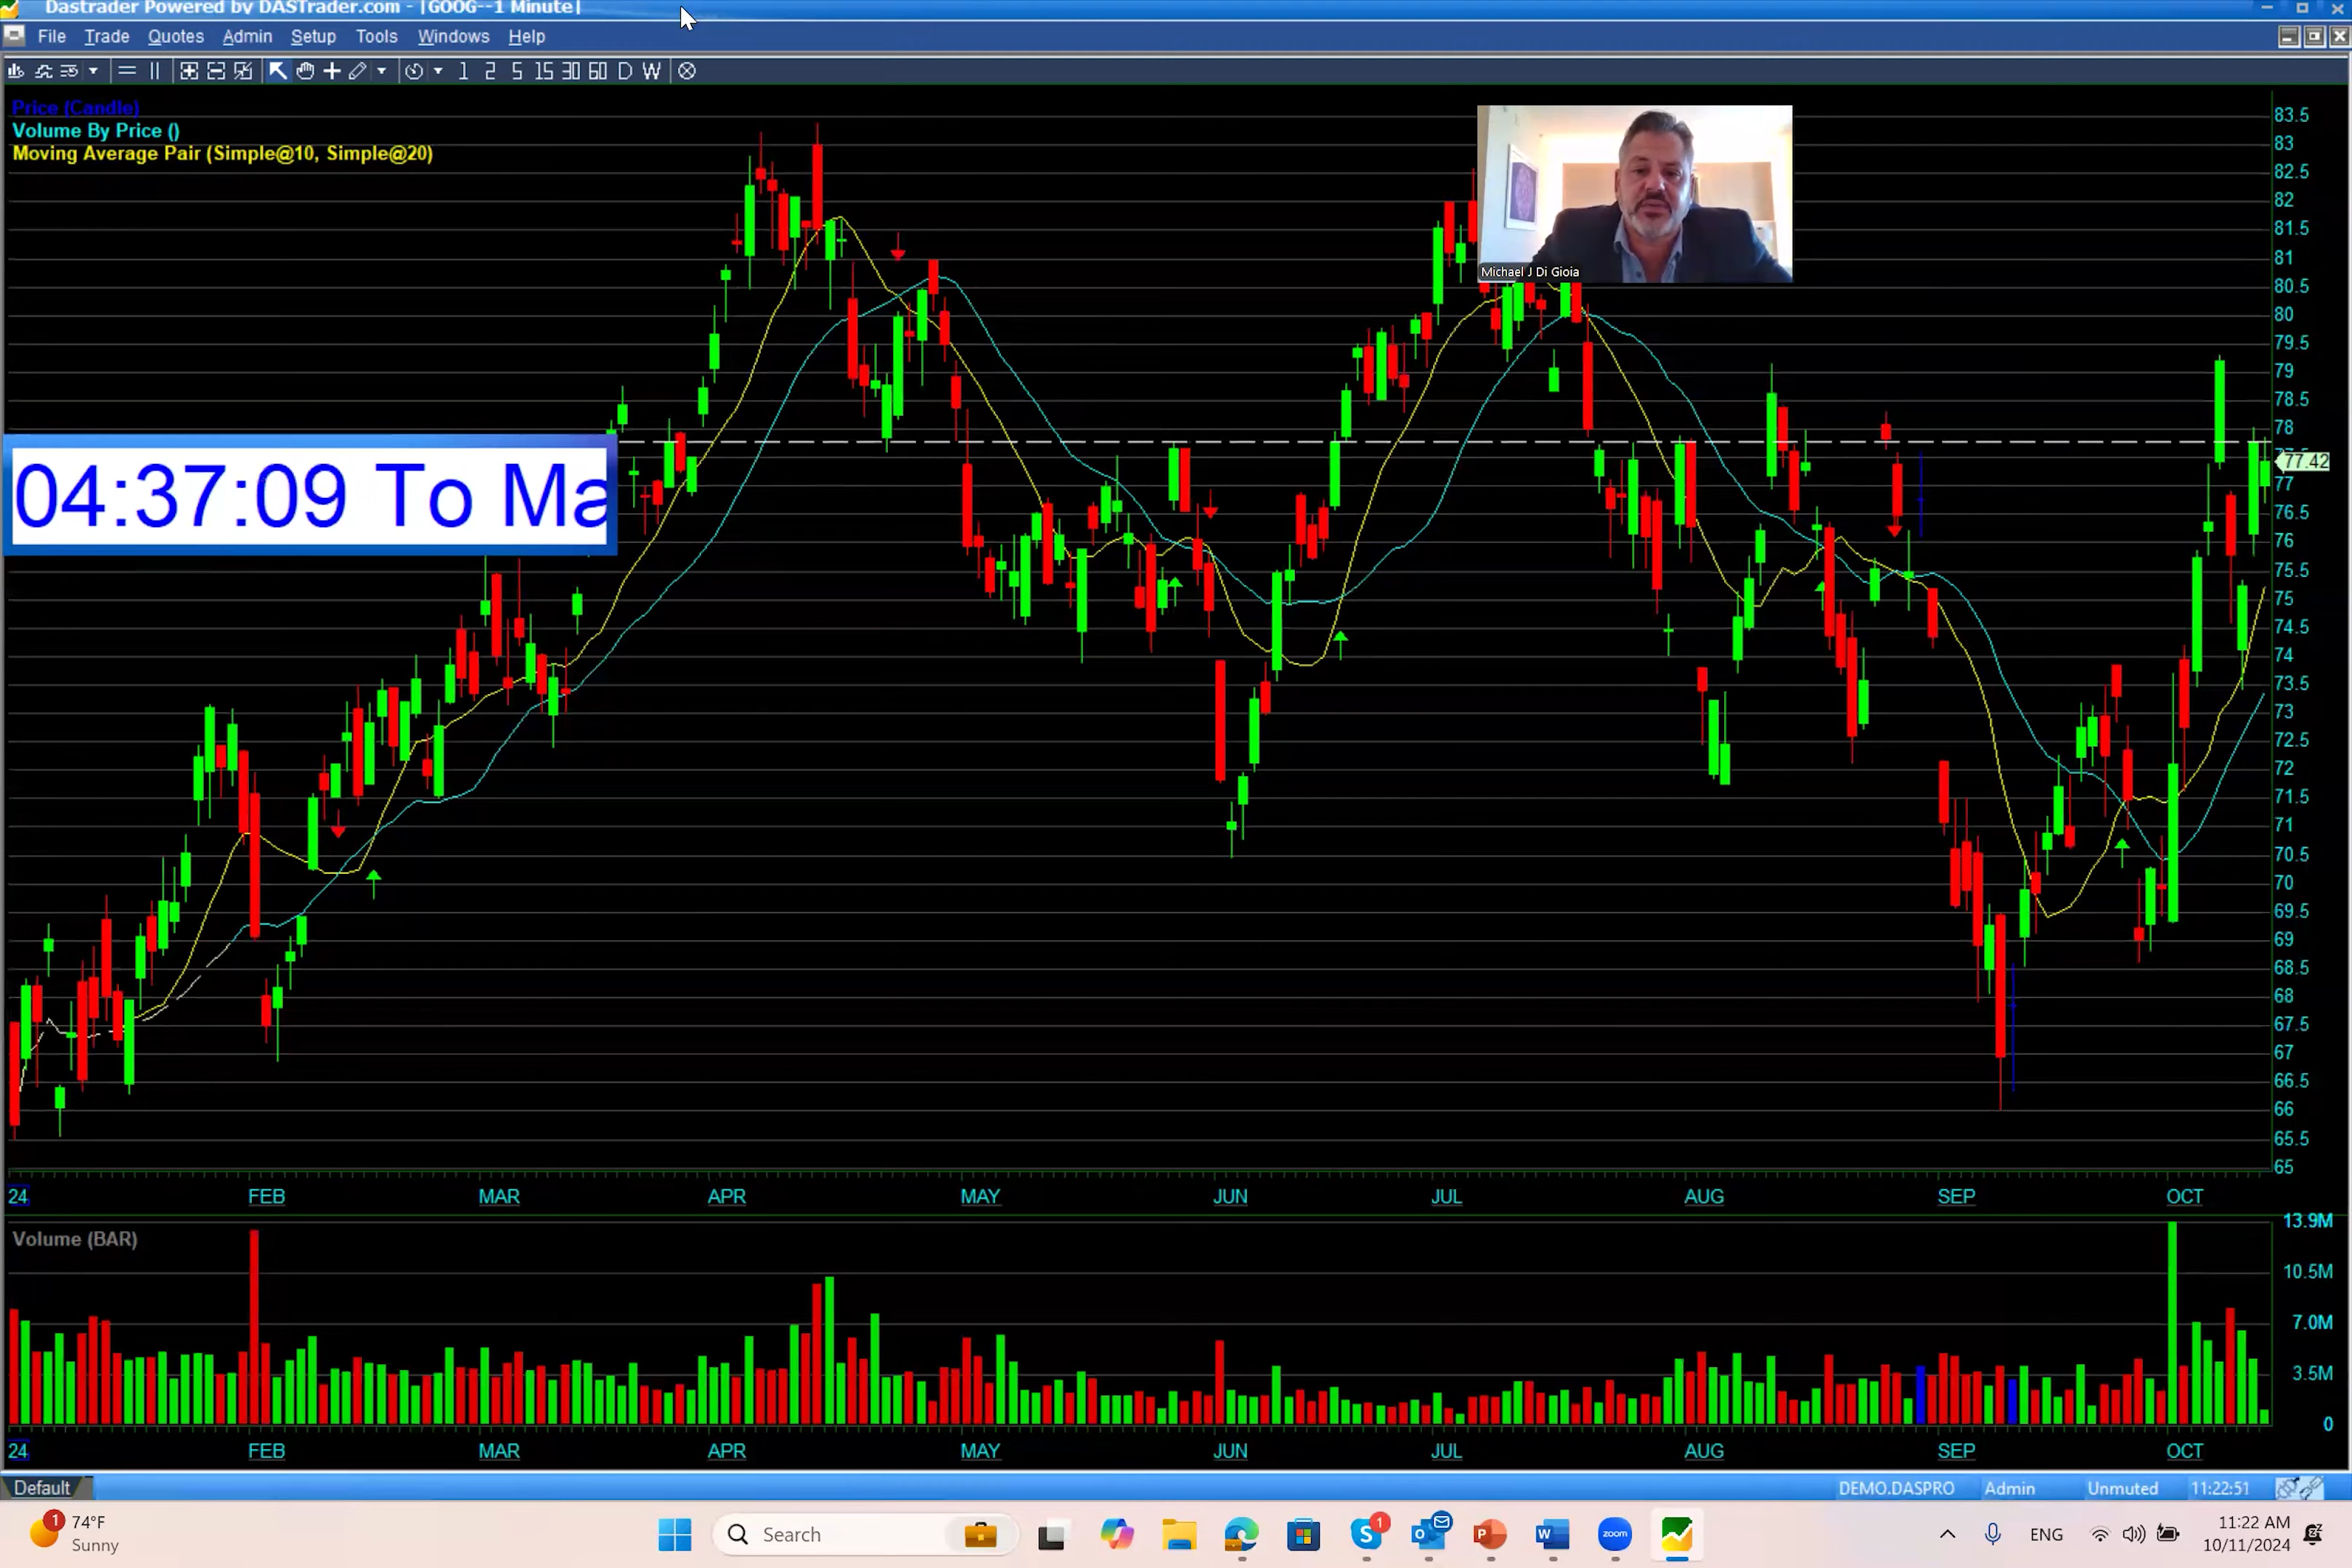 Dastrader Powered by DASTrader.com - [GOOG--1 Minute]
File Trade Quotes Admin Setup Tools Windows Help
1 2 5 15 30 60 D W
Price (Candle)
Volume By Price ()
Moving Average Pair (Simple@10, Simple@20)
Michael J Di Gioia
04:37:09 To Ma
83.5
83
82.5
82
81.5
81
80.5
80
79.5
79
78.5
78
77.42
77
76.5
76
75.5
75
74.5
74
73.5
73
72.5
72
71.5
71
70.5
70
69.5
69
68.5
68
67.5
67
66.5
66
65.5
65
24 FEB MAR APR MAY JUN JUL AUG SEP OCT
Volume (BAR)
13.9M
10.5M
7.0M
3.5M
0
24 FEB MAR APR MAY JUN JUL AUG SEP OCT
Default DEMO.DASPRO Admin Unmuted 11:22:51
1 74°F
Sunny
Search
S 1
O
P
W
zoom
ENG
11:22 AM
10/11/2024